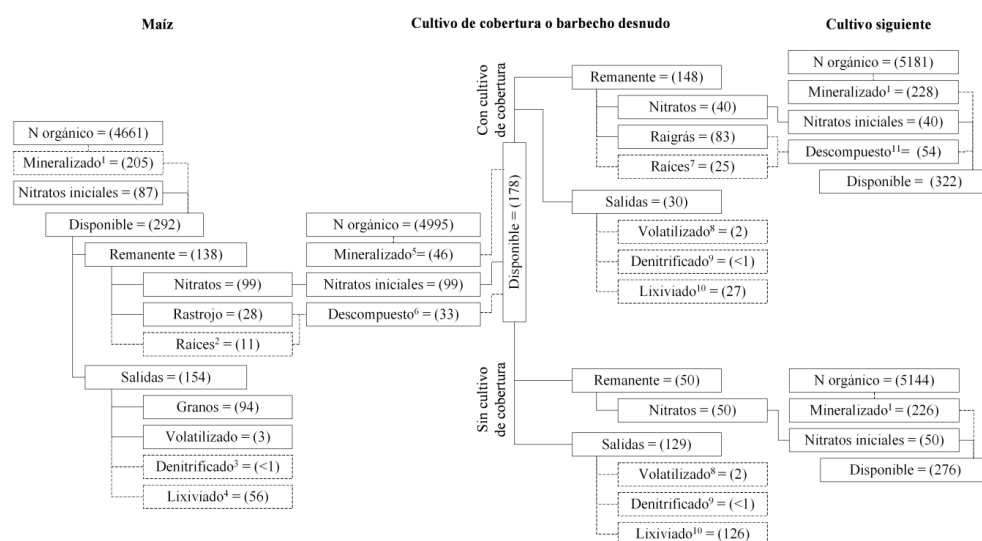 Maíz
Cultivo de cobertura o barbecho desnudo
Cultivo siguiente
N orgánico = (4661)
Mineralizado¹ = (205)
Nitratos iniciales = (87)
Disponible = (292)
Remanente = (138)
Nitratos = (99)
Rastrojo = (28)
Raíces² = (11)
Salidas = (154)
Granos = (94)
Volatilizado = (3)
Denitrificado³ = (<1)
Lixiviado⁴ = (56)
N orgánico = (4995)
Mineralizado⁵= (46)
Nitratos iniciales = (99)
Descompuesto⁶ = (33)
Disponible = (178)
Con cultivo
de cobertura
Remanente = (148)
Nitratos = (40)
Raigrás = (83)
Raíces⁷ = (25)
Salidas = (30)
Volatilizado⁸ = (2)
Denitrificado⁹ = (<1)
Lixiviado¹⁰ = (27)
N orgánico = (5181)
Mineralizado¹ = (228)
Nitratos iniciales = (40)
Descompuesto¹¹= (54)
Disponible = (322)
Sin cultivo
de cobertura
Remanente = (50)
Nitratos = (50)
Salidas = (129)
Volatilizado⁸ = (2)
Denitrificado⁹ = (<1)
Lixiviado¹⁰ = (126)
N orgánico = (5144)
Mineralizado¹ = (226)
Nitratos iniciales = (50)
Disponible = (276)